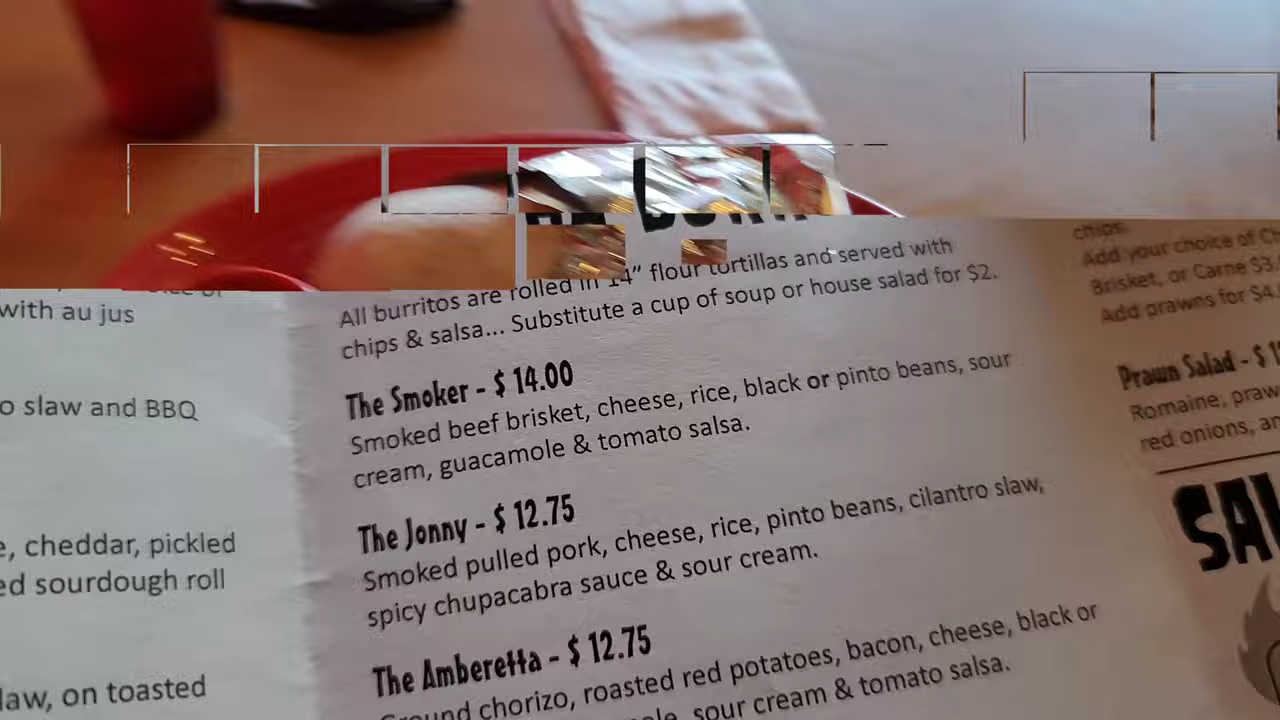 with au jus
o slaw and BBQ
e, cheddar, pickled
ed sourdough roll
law, on toasted
All burritos are rolled in 14" flour tortillas and served with
chips & salsa... Substitute a cup of soup or house salad for $2.
The Smoker - $ 14.00
Smoked beef brisket, cheese, rice, black or pinto beans, sour
cream, guacamole & tomato salsa.
The Jonny - $ 12.75
Smoked pulled pork, cheese, rice, pinto beans, cilantro slaw,
spicy chupacabra sauce & sour cream.
The Amberetta - $ 12.75
Ground chorizo, roasted red potatoes, bacon, cheese, black or
sour cream & tomato salsa.
chips.
Add your choice of
Brisket, or Carne $3.
Add prawns for $4.
Prawn Salad - $
Romaine,
red onions,